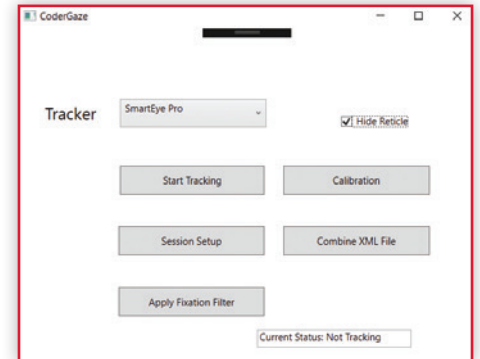 CoderGaze
Tracker
SmartEye Pro
Hide Reticle
Start Tracking
Calibration
Session Setup
Combine XML File
Apply Fixation Filter
Current Status: Not Tracking